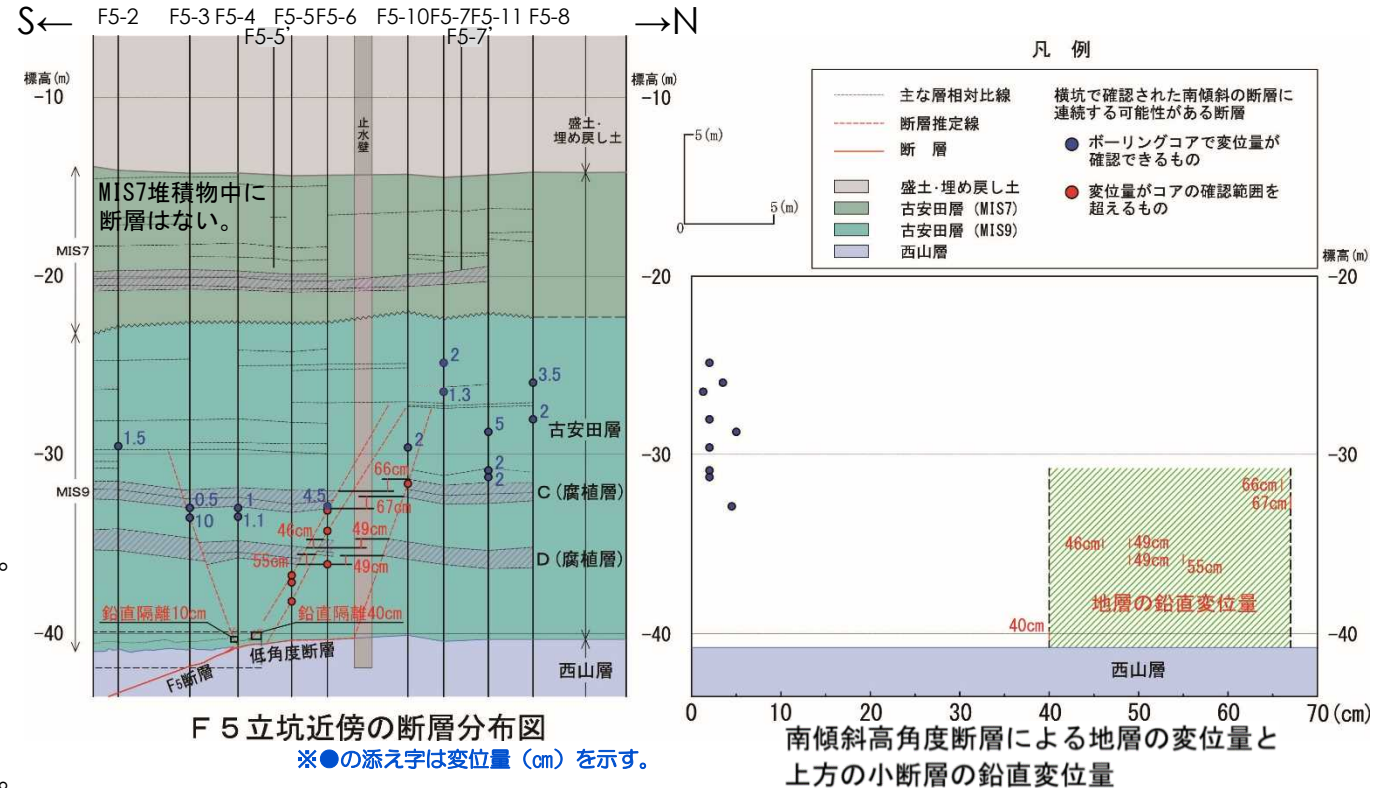 S← F5-2 F5-3 F5-4 F5-5 F5-6 F5-10 F5-7 F5-11 F5-8 →N
F5-5' F5-7'
標高(m)
-10
-20
-30
-40
MIS7
MIS9
標高(m)
-10
-20
-30
-40
止水壁
盛土・
埋め戻し土
MIS7堆積物中に
断層はない。
2
1.3
3.5
2
5
古安田層
1.5
2
2
2
66cm
C(腐植層)
67cm
0.5
10
1
1.1
4.5
46cm
49cm
D(腐植層)
55cm
49cm
鉛直隔離10cm
鉛直隔離40cm
低角度断層
F5断層
西山層
F5立坑近傍の断層分布図
※●の添え字は変位量（cm）を示す。
。
。
凡 例
主な層相対比線
断層推定線
断 層
盛土・埋め戻し土
古安田層（MIS7）
古安田層（MIS9）
西山層
横坑で確認された南傾斜の断層に
連続する可能性がある断層
ボーリングコアで変位量が
確認できるもの
変位量がコアの確認範囲を
超えるもの
5(m)
0
5(m)
標高(m)
-20
-30
-40
66cm
67cm
46cm
49cm
49cm
55cm
地層の鉛直変位量
40cm
西山層
0 10 20 30 40 50 60 70(cm)
南傾斜高角度断層による地層の変位量と
上方の小断層の鉛直変位量